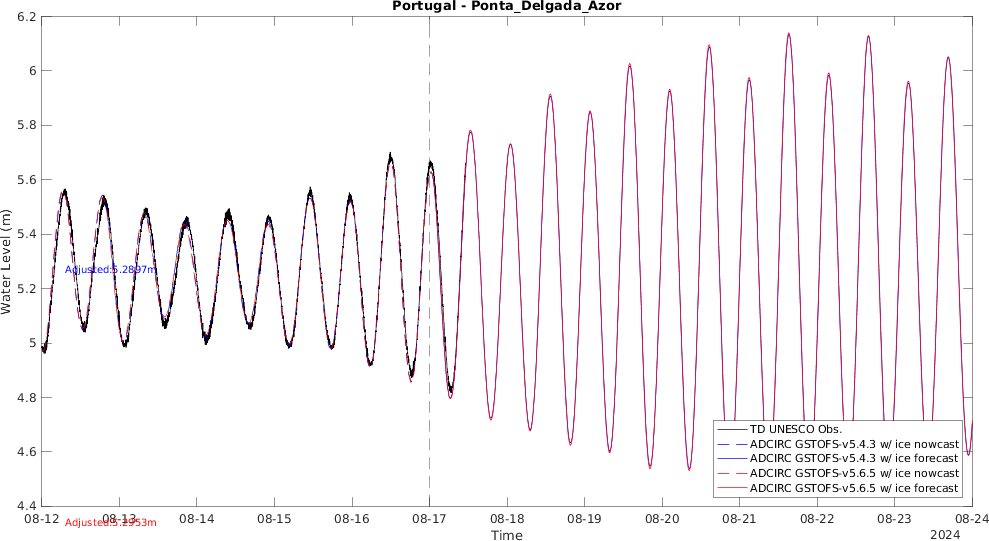 Portugal - Ponta_Delgada_Azor
6.2
6
5.8
5.6
5.4
5.2
5
4.8
4.6
4.4
Water Level (m)
Adjusted:5.2897m
Adjusted:5.2953m
TD UNESCO Obs.
ADCIRC GSTOFS-v5.4.3 w/ ice nowcast
ADCIRC GSTOFS-v5.4.3 w/ ice forecast
ADCIRC GSTOFS-v5.6.5 w/ ice nowcast
ADCIRC GSTOFS-v5.6.5 w/ ice forecast
08-12 08-13 08-14 08-15 08-16 08-17 08-18 08-19 08-20 08-21 08-22 08-23 08-24
Time
2024